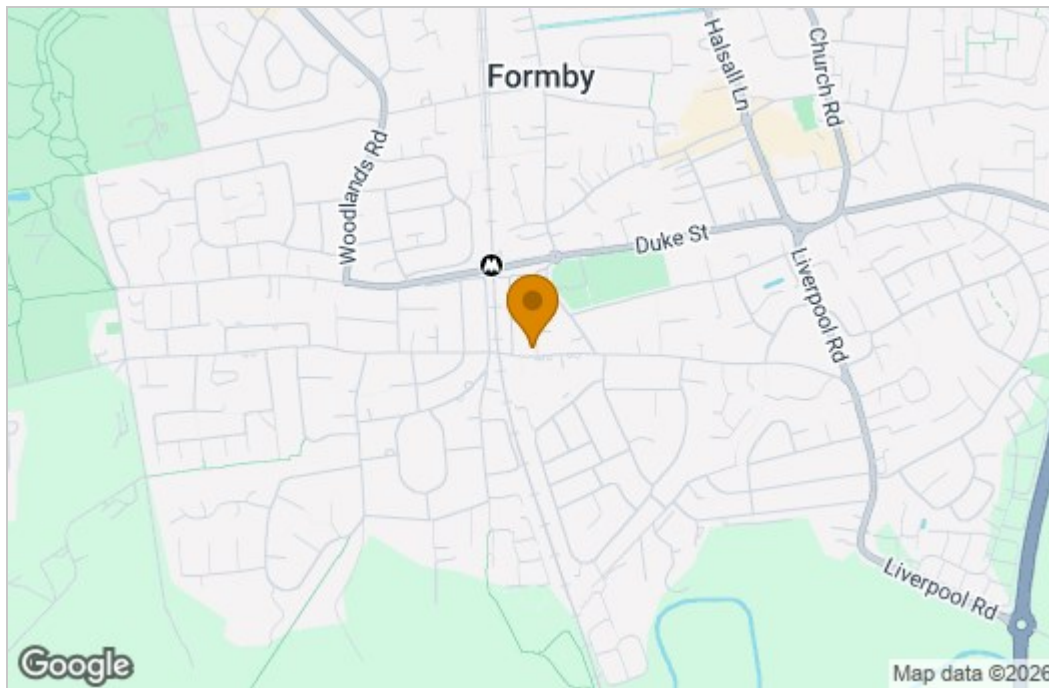 Formby
Halsall Ln
Church Rd
Woodlands Rd
Duke St
Liverpool Rd
Liverpool Rd
Google
Map data ©2026